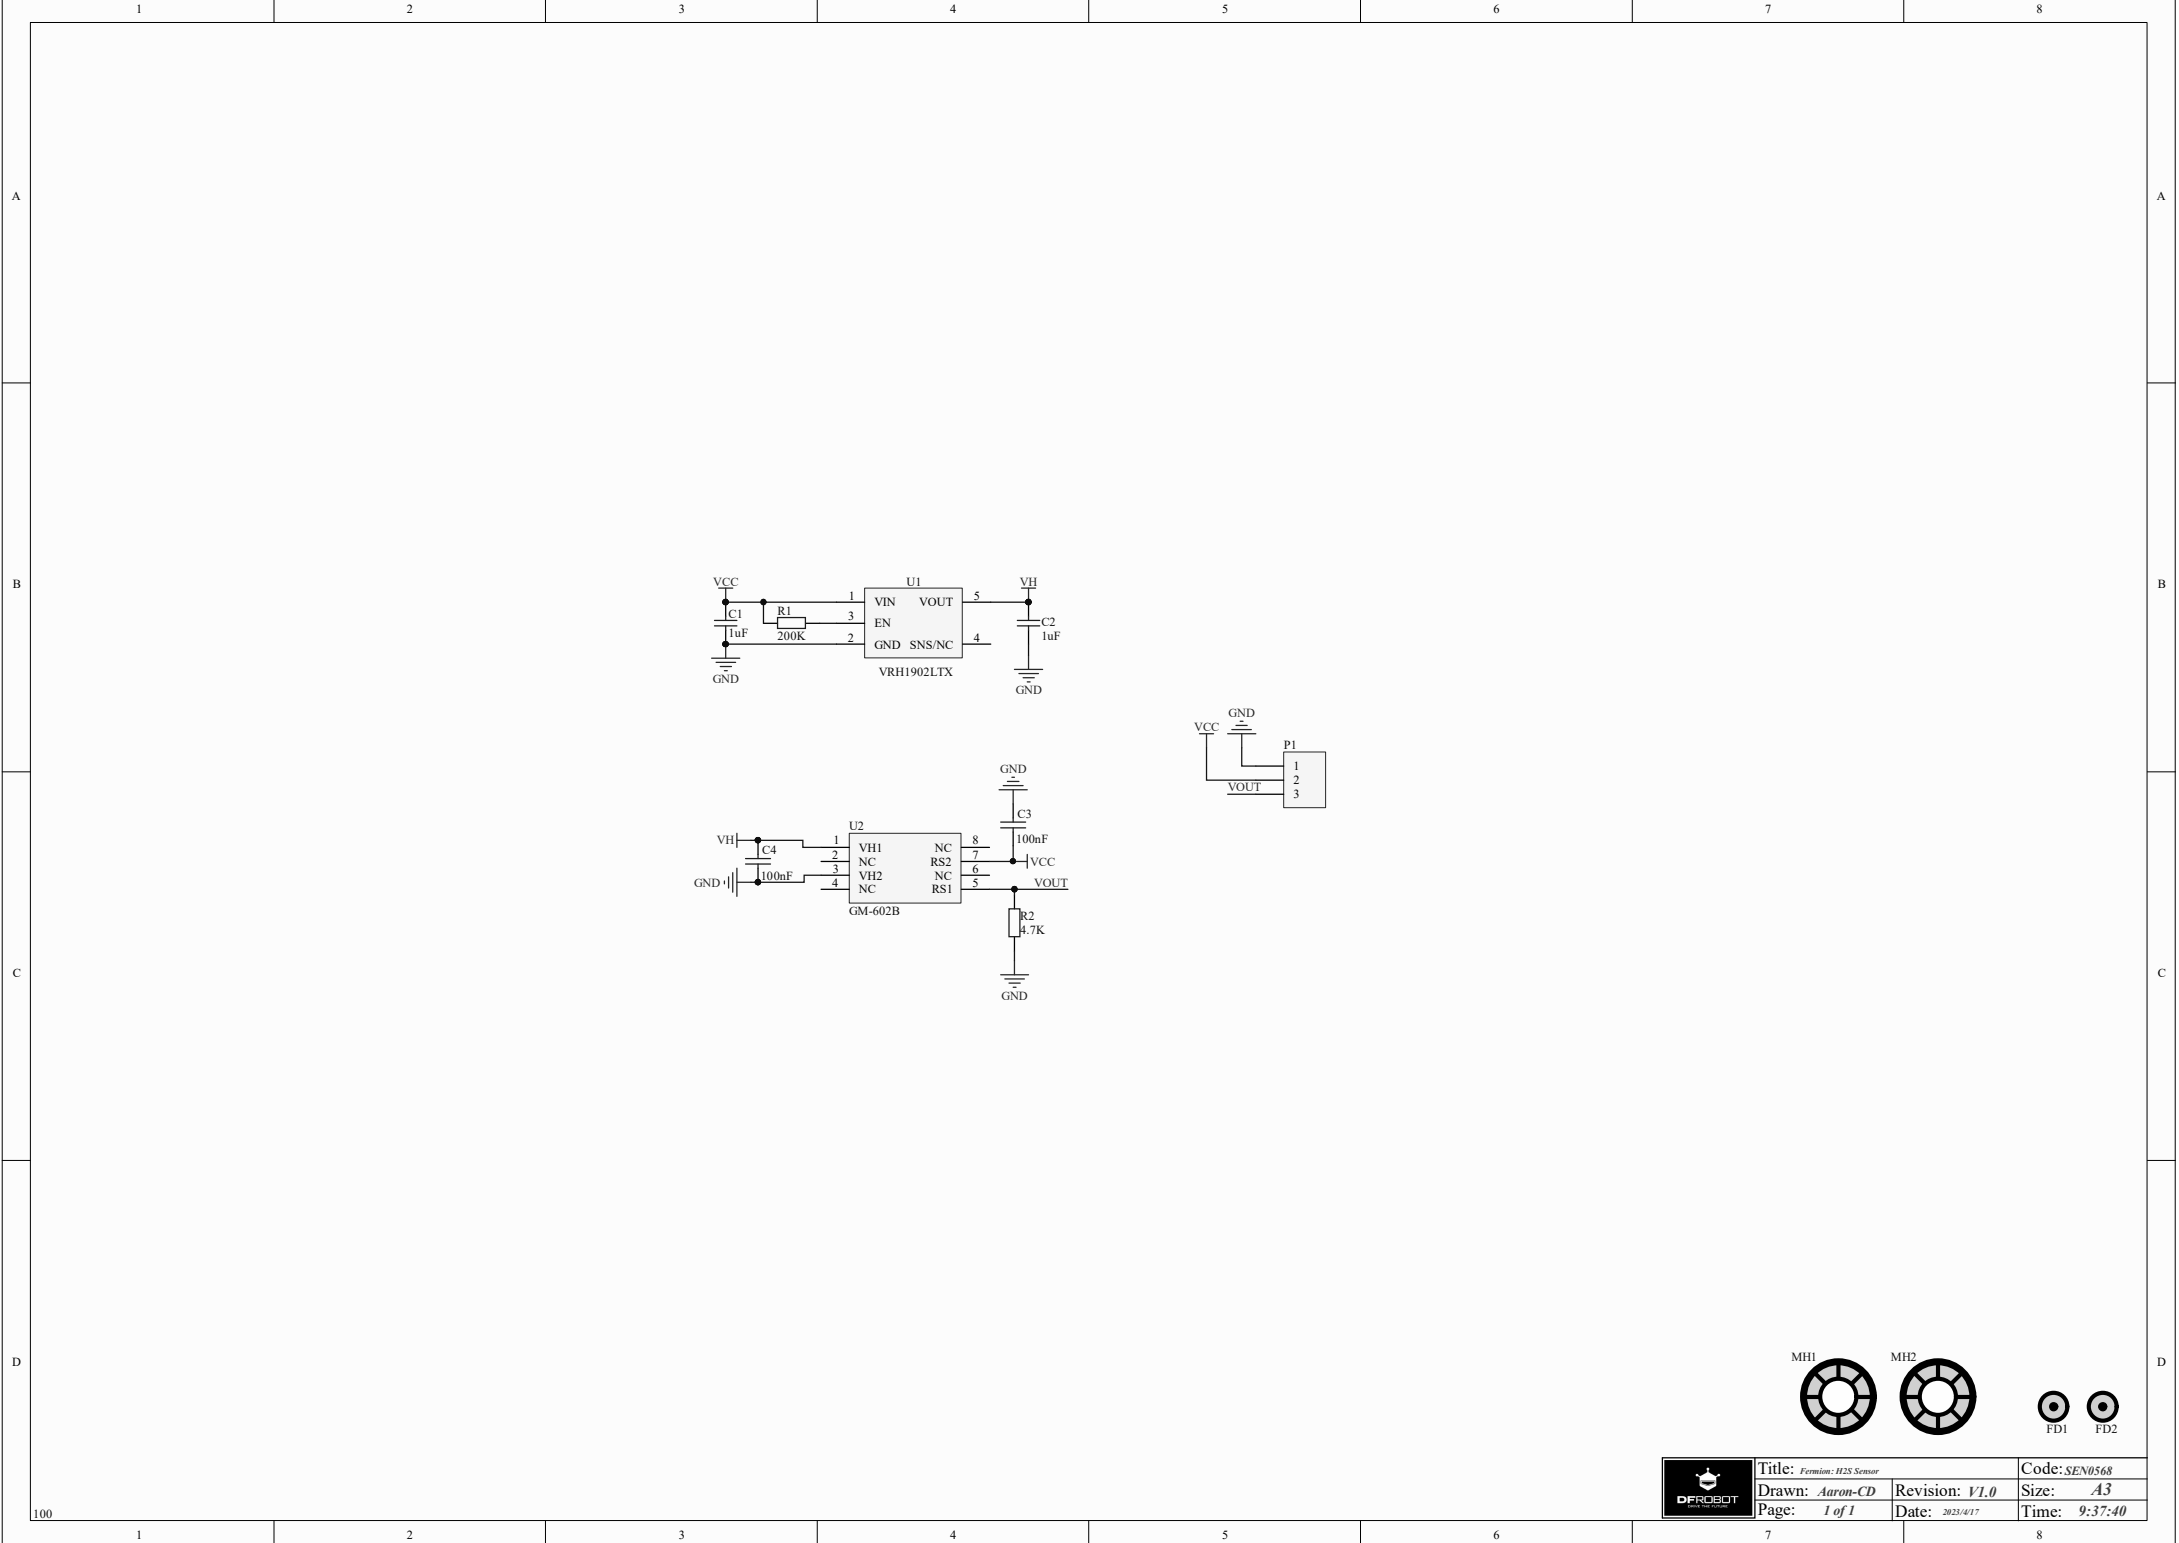 1 2 3 4 5 6 7 8
A A
B B
C C
D D
VCC
C1
1uF
GND
R1
200K
U1
1 VIN VOUT 5
3 EN
2 GND SNS/NC 4
VRH1902LTX
VH
C2
1uF
GND
GND
VCC
P1
1
2
VOUT 3
GND
C3
100nF
U2
VH
C4
GND 100nF
1 VH1 NC 8
2 NC RS2 7 VCC
3 VH2 NC 6
4 NC RS1 5 VOUT
GM-602B
R2
4.7K
GND
MH1 MH2
FD1 FD2
DFROBOT
DRIVE THE FUTURE
Title: Fermion: H2S Sensor Code: SEN0568
Drawn: Aaron-CD Revision: V1.0 Size: A3
Page: 1 of 1 Date: 2023/4/17 Time: 9:37:40
100
1 2 3 4 5 6 7 8